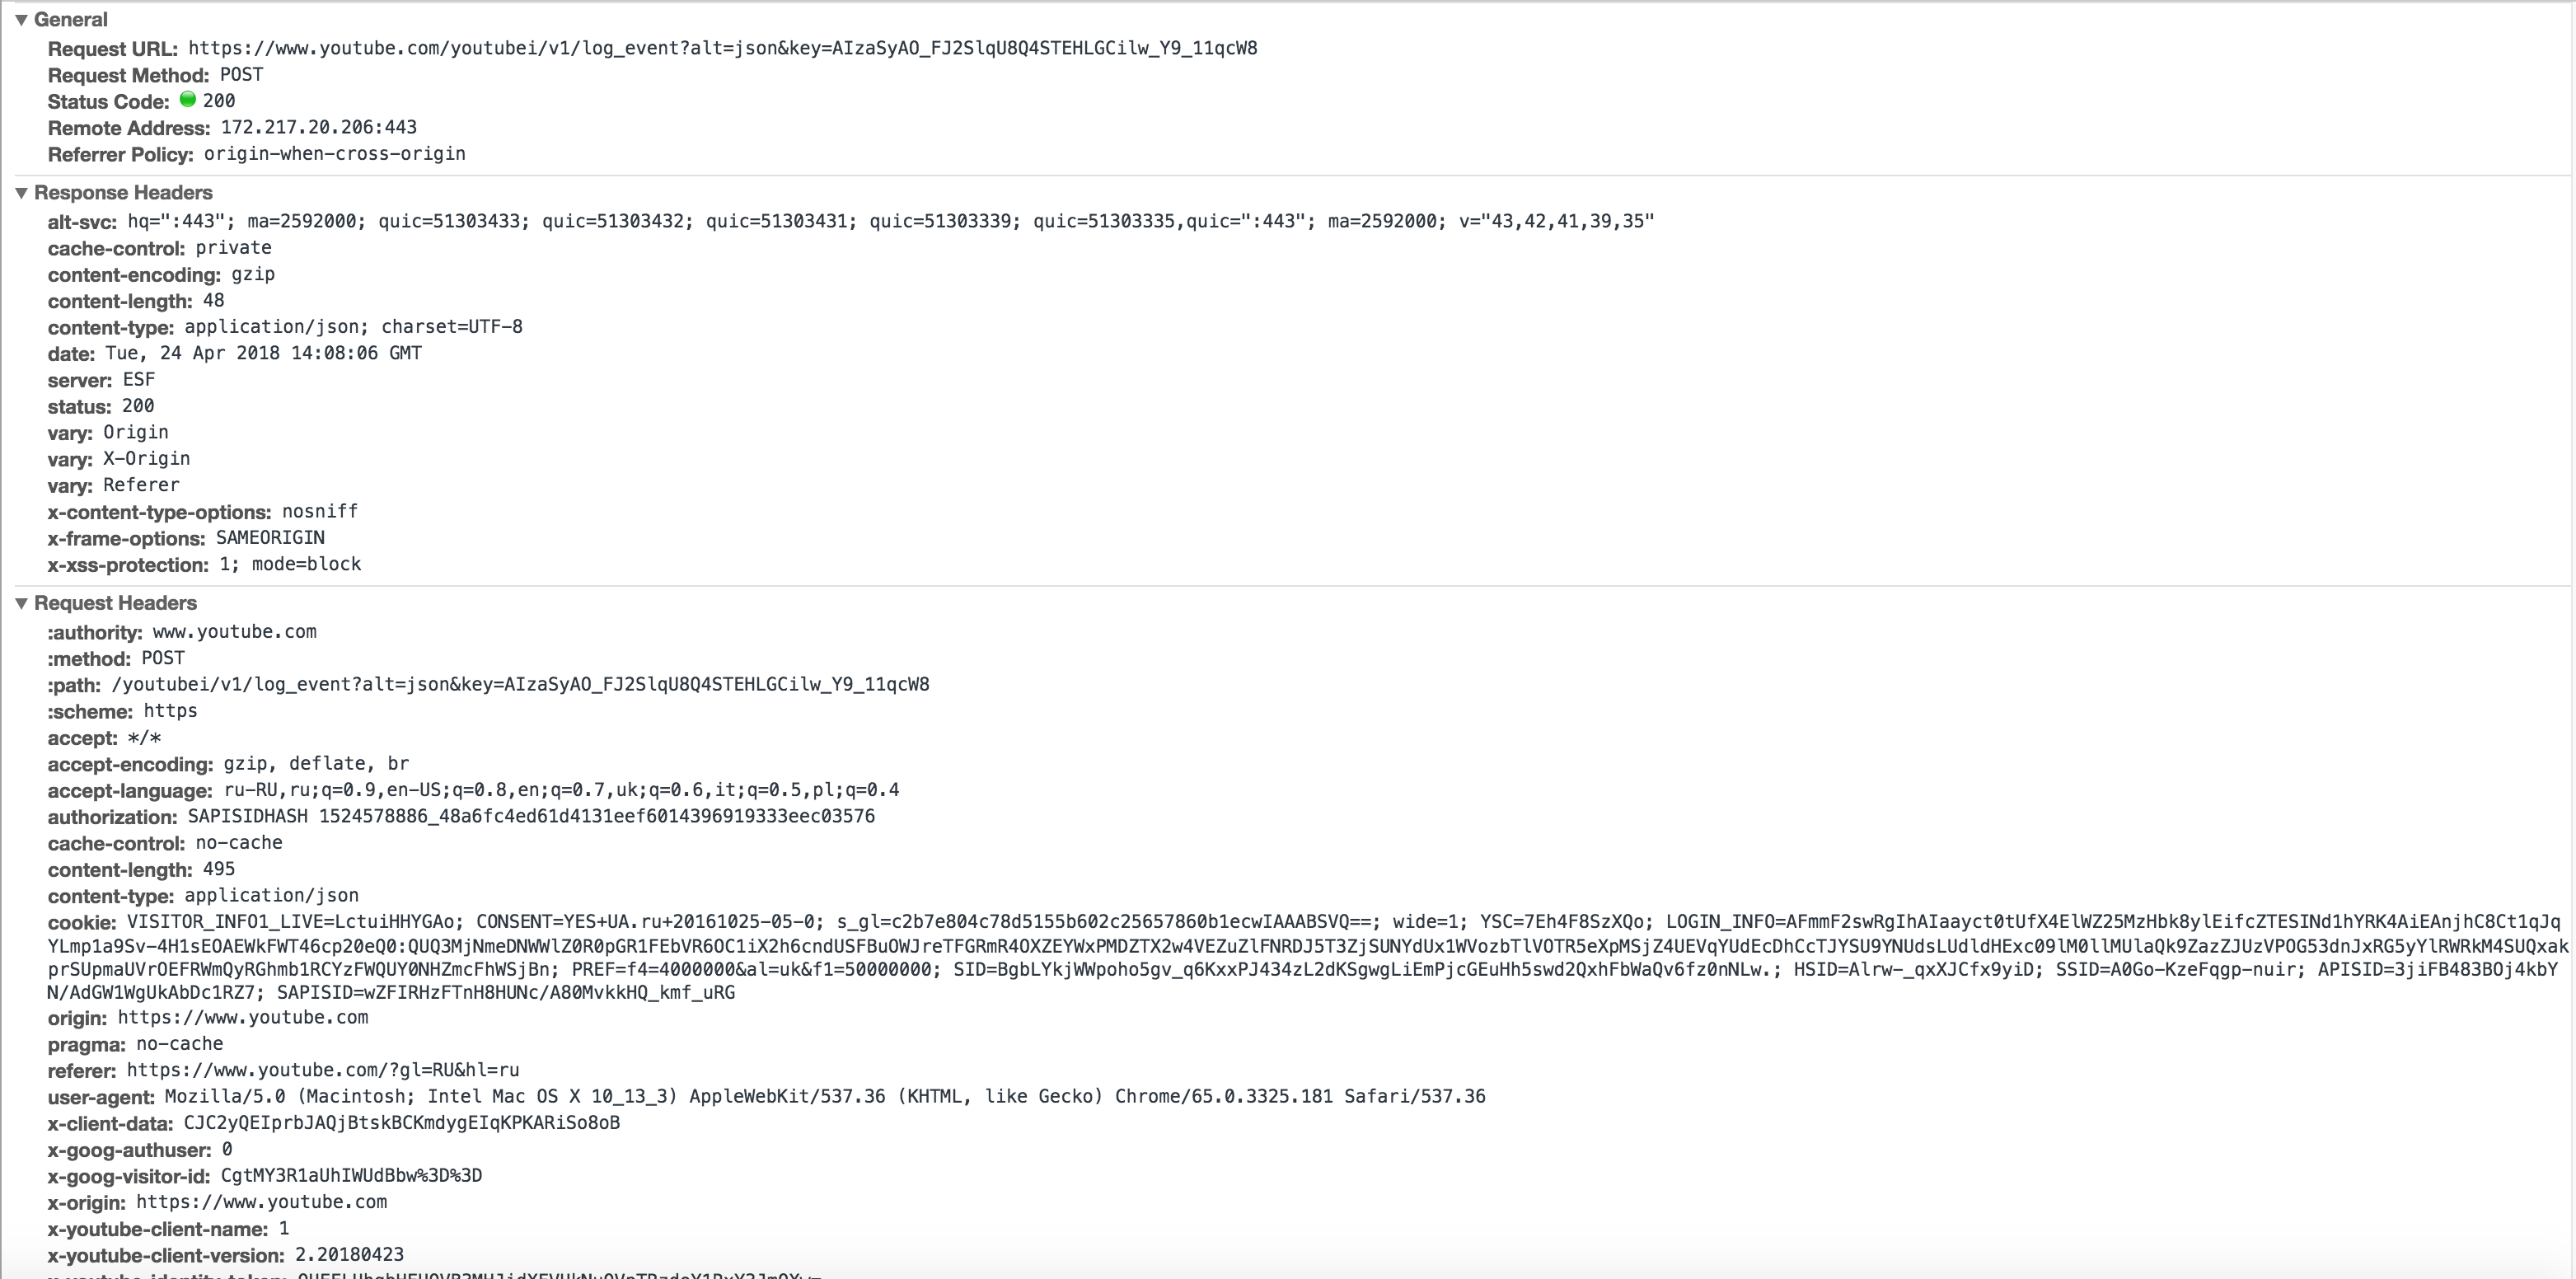 ▼ General
Request URL: https://www.youtube.com/youtubei/v1/log_event?alt=json&key=AIzaSyAO_FJ2SlqU8Q4STEHLGCilw_Y9_11qcW8
Request Method: POST
Status Code: 200
Remote Address: 172.217.20.206:443
Referrer Policy: origin-when-cross-origin
▼ Response Headers
alt-svc: hq=":443"; ma=2592000; quic=51303433; quic=51303432; quic=51303431; quic=51303339; quic=51303335,quic=":443"; ma=2592000; v="43,42,41,39,35"
cache-control: private
content-encoding: gzip
content-length: 48
content-type: application/json; charset=UTF-8
date: Tue, 24 Apr 2018 14:08:06 GMT
server: ESF
status: 200
vary: Origin
vary: X-Origin
vary: Referer
x-content-type-options: nosniff
x-frame-options: SAMEORIGIN
x-xss-protection: 1; mode=block
▼ Request Headers
:authority: www.youtube.com
:method: POST
:path: /youtubei/v1/log_event?alt=json&key=AIzaSyAO_FJ2SlqU8Q4STEHLGCilw_Y9_11qcW8
:scheme: https
accept: */*
accept-encoding: gzip, deflate, br
accept-language: ru-RU,ru;q=0.9,en-US;q=0.8,en;q=0.7,uk;q=0.6,it;q=0.5,pl;q=0.4
authorization: SAPISIDHASH 1524578886_48a6fc4ed61d4131eef6014396919333eec03576
cache-control: no-cache
content-length: 495
content-type: application/json
cookie: VISITOR_INFO1_LIVE=LctuiHHYGAo; CONSENT=YES+UA.ru+20161025-05-0; s_gl=c2b7e804c78d5155b602c25657860b1ecwIAAABSVQ==; wide=1; YSC=7Eh4F8SzXQo; LOGIN_INFO=AFmmF2swRgIhAIaayct0tUfX4ElWZ25MzHbk8ylEifcZTESINd1hYRK4AiEAnjhC8Ct1qJq
YLmp1a9Sv-4H1sEOAEWkFWT46cp20eQ0:QUQ3MjNmeDNWWlZ0R0pGR1FEbVR6OC1iX2h6cndUSFBuOWJreTFGRmR4OXZEYWxPMDZTX2w4VEZuZlFNRDJ5T3ZjSUNYdUx1WVozbTlVOTR5eXpMSjZ4UEVqYUdEcDhCcTJYSU9YNUdsLUdldHExc09lM0llMUlaQk9ZazZJUzVPOG53dnJxRG5yYlRWRkM4SUQxak
prSUpmaUVrOEFRWmQyRGhmb1RCYzFWQUY0NHZmcFhWSjBn; PREF=f4=4000000&al=uk&f1=50000000; SID=BgbLYkjWWpoho5gv_q6KxxPJ434zL2dKSgwgLiEmPjcGEuHh5swd2QxhFbWaQv6fz0nNLw.; HSID=Alrw-_qxXJCfx9yiD; SSID=A0Go-KzeFqgp-nuir; APISID=3jiFB483BOj4kbY
N/AdGW1WgUkAbDc1RZ7; SAPISID=wZFIRHzFTnH8HUNc/A80MvkkHQ_kmf_uRG
origin: https://www.youtube.com
pragma: no-cache
referer: https://www.youtube.com/?gl=RU&hl=ru
user-agent: Mozilla/5.0 (Macintosh; Intel Mac OS X 10_13_3) AppleWebKit/537.36 (KHTML, like Gecko) Chrome/65.0.3325.181 Safari/537.36
x-client-data: CJC2yQEIprbJAQjBtskBCKmdygEIqKPKARiSo8oB
x-goog-authuser: 0
x-goog-visitor-id: CgtMY3R1aUhIWUdBbw%3D%3D
x-origin: https://www.youtube.com
x-youtube-client-name: 1
x-youtube-client-version: 2.20180423